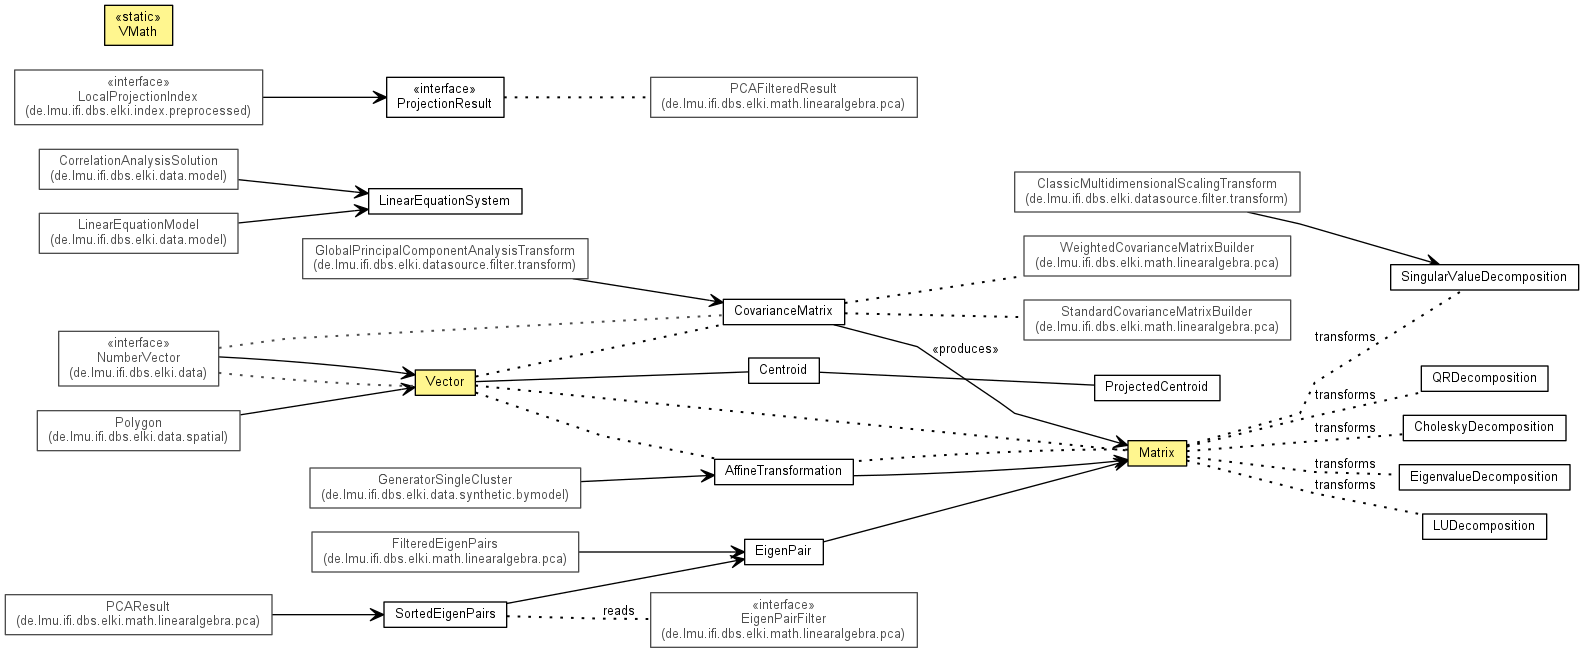 «static»
VMath
«interface»
LocalProjectionIndex
(de.lmu.ifi.dbs.elki.index.preprocessed)
«interface»
ProjectionResult
PCAFilteredResult
(de.lmu.ifi.dbs.elki.math.linearalgebra.pca)
CorrelationAnalysisSolution
(de.lmu.ifi.dbs.elki.data.model)
LinearEquationSystem
LinearEquationModel
(de.lmu.ifi.dbs.elki.data.model)
ClassicMultidimensionalScalingTransform
(de.lmu.ifi.dbs.elki.datasource.filter.transform)
GlobalPrincipalComponentAnalysisTransform
(de.lmu.ifi.dbs.elki.datasource.filter.transform)
WeightedCovarianceMatrixBuilder
(de.lmu.ifi.dbs.elki.math.linearalgebra.pca)
SingularValueDecomposition
CovarianceMatrix
StandardCovarianceMatrixBuilder
(de.lmu.ifi.dbs.elki.math.linearalgebra.pca)
«interface»
NumberVector
(de.lmu.ifi.dbs.elki.data)
«produces»
transforms
Vector
Centroid
ProjectedCentroid
QRDecomposition
transforms
Polygon
(de.lmu.ifi.dbs.elki.data.spatial)
transforms
CholeskyDecomposition
Matrix
GeneratorSingleCluster
(de.lmu.ifi.dbs.elki.data.synthetic.bymodel)
AffineTransformation
transforms
EigenvalueDecomposition
transforms
LUDecomposition
FilteredEigenPairs
(de.lmu.ifi.dbs.elki.math.linearalgebra.pca)
EigenPair
PCAResult
(de.lmu.ifi.dbs.elki.math.linearalgebra.pca)
SortedEigenPairs
reads
«interface»
EigenPairFilter
(de.lmu.ifi.dbs.elki.math.linearalgebra.pca)